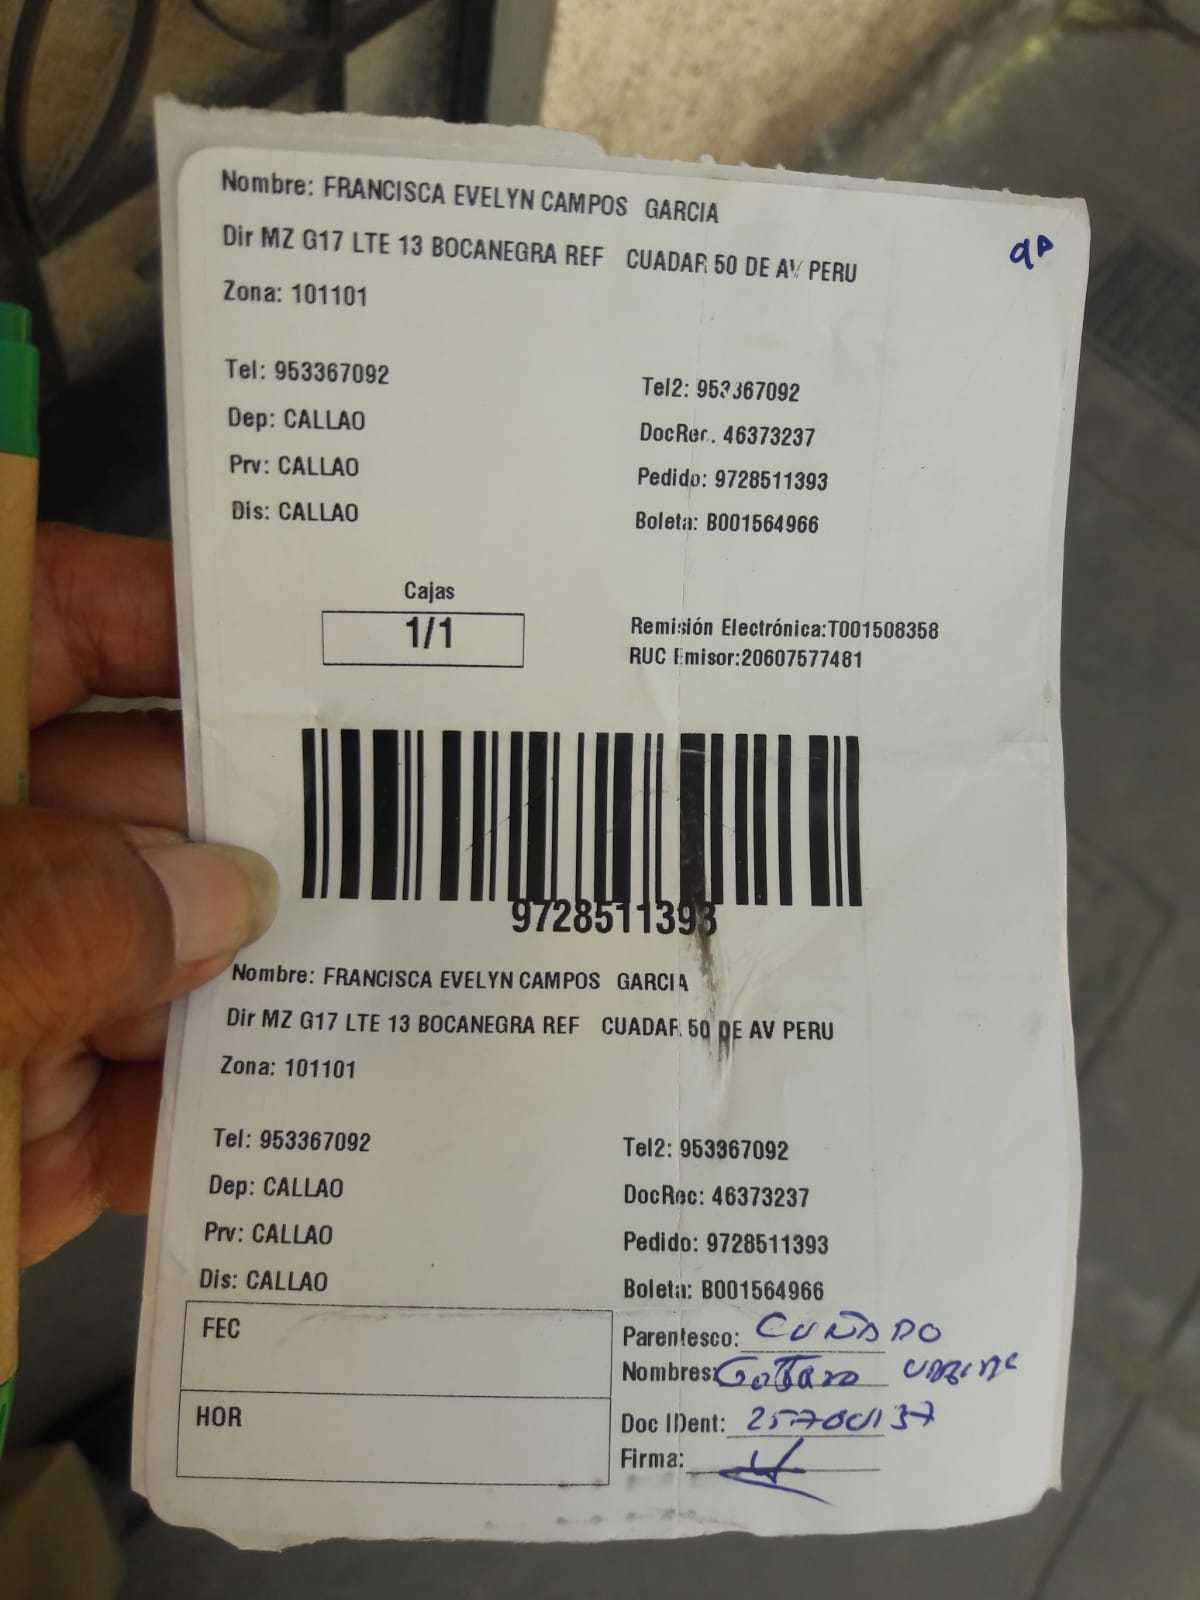 Nombre: FRANCISCA EVELYN CAMPOS GARCIA
Dir MZ G17 LTE 13 BOCANEGRA REF CUADAR 50 DE AV PERU
Zona: 101101
Tel: 953367092
Tel2: 953367092
Dep: CALLAO
DocRec: 46373237
Prv: CALLAO
Pedido: 9728511393
Dis: CALLAO
Boleta: B001564966
Cajas
1/1
Remisión Electrónica:T001508358
RUC Emisor:20607577481
9728511393
Nombre: FRANCISCA EVELYN CAMPOS GARCIA
Dir MZ G17 LTE 13 BOCANEGRA REF CUADAR 50 DE AV PERU
Zona: 101101
Tel: 953367092
Tel2: 953367092
Dep: CALLAO
DocRec: 46373237
Prv: CALLAO
Pedido: 9728511393
Dis: CALLAO
Boleta: B001564966
FEC
Parentesco: CUÑADO
Nombres:
HOR
Doc IDent:
Firma: